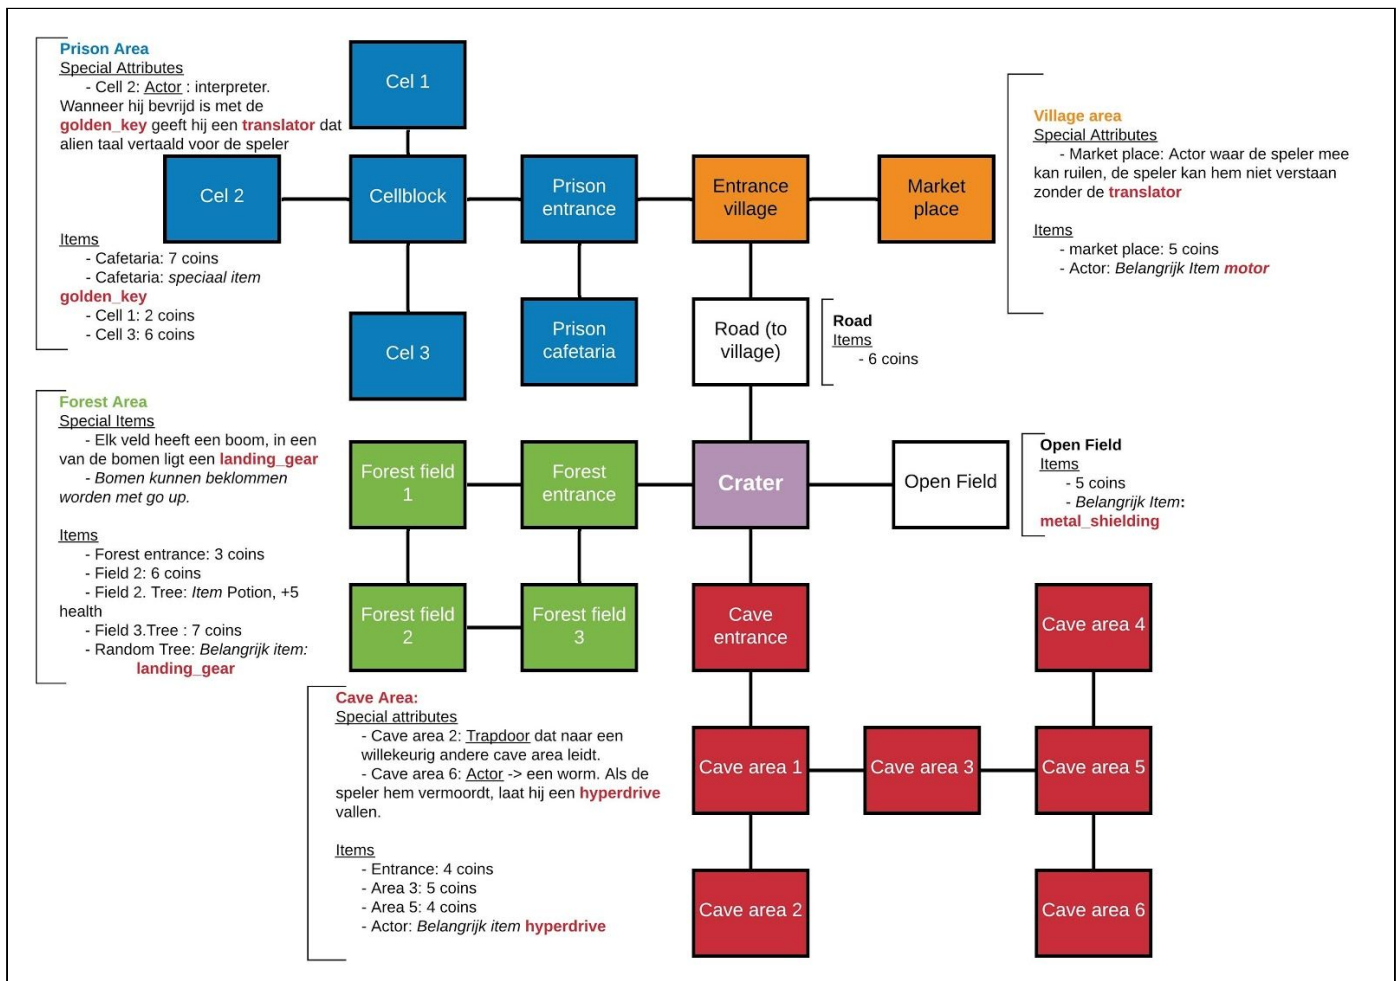 Prison Area
Special Attributes
- Cell 2: Actor : interpreter.
Wanneer hij bevrijd is met de
golden_key geeft hij een translator dat
alien taal vertaald voor de speler
Items
- Cafetaria: 7 coins
- Cafetaria: speciaal item
golden_key
- Cell 1: 2 coins
- Cell 3: 6 coins
Cel 1
Cel 2
Cellblock
Prison
entrance
Entrance
village
Market
place
Cel 3
Prison
cafetaria
Road (to
village)
Village area
Special Attributes
- Market place: Actor waar de speler mee
kan ruilen, de speler kan hem niet verstaan
zonder de translator
Items
- market place: 5 coins
- Actor: Belangrijk Item motor
Road
Items
- 6 coins
Forest Area
Special Items
- Elk veld heeft een boom, in een
van de bomen ligt een landing_gear
- Bomen kunnen beklommen
worden met go up.
Items
- Forest entrance: 3 coins
- Field 2: 6 coins
- Field 2. Tree: Item Potion, +5
health
- Field 3.Tree : 7 coins
- Random Tree: Belangrijk item:
landing_gear
Forest field
1
Forest
entrance
Crater
Open Field
Open Field
Items
- 5 coins
- Belangrijk Item:
metal_shielding
Forest field
2
Forest field
3
Cave
entrance
Cave area 4
Cave Area:
Special attributes
- Cave area 2: Trapdoor dat naar een
willekeurig andere cave area leidt.
- Cave area 6: Actor -> een worm. Als de
speler hem vermoordt, laat hij een hyperdrive
vallen.
Items
- Entrance: 4 coins
- Area 3: 5 coins
- Area 5: 4 coins
- Actor: Belangrijk item hyperdrive
Cave area 1
Cave area 3
Cave area 5
Cave area 2
Cave area 6